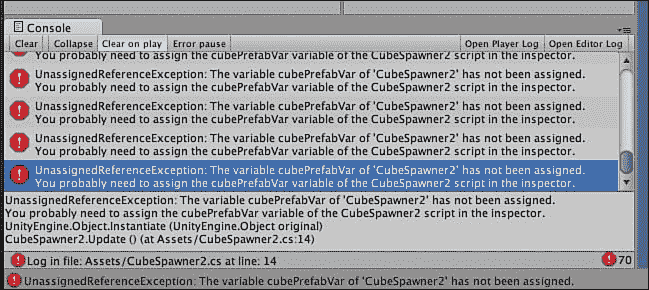 Console
Clear Collapse Clear on play Error pause Open Player Log Open Editor Log
You probably need to assign the cubePrefabVar variable of the CubeSpawner2 script in the inspector.
UnassignedReferenceException: The variable cubePrefabVar of 'CubeSpawner2' has not been assigned.
You probably need to assign the cubePrefabVar variable of the CubeSpawner2 script in the inspector.
UnassignedReferenceException: The variable cubePrefabVar of 'CubeSpawner2' has not been assigned.
You probably need to assign the cubePrefabVar variable of the CubeSpawner2 script in the inspector.
UnassignedReferenceException: The variable cubePrefabVar of 'CubeSpawner2' has not been assigned.
You probably need to assign the cubePrefabVar variable of the CubeSpawner2 script in the inspector.
UnassignedReferenceException: The variable cubePrefabVar of 'CubeSpawner2' has not been assigned.
You probably need to assign the cubePrefabVar variable of the CubeSpawner2 script in the inspector.
UnassignedReferenceException: The variable cubePrefabVar of 'CubeSpawner2' has not been assigned.
You probably need to assign the cubePrefabVar variable of the CubeSpawner2 script in the inspector.
UnityEngine.Object.Instantiate (UnityEngine.Object original)
CubeSpawner2.Update () (at Assets/CubeSpawner2.cs:14)
Log in file: Assets/CubeSpawner2.cs at line: 14 70
UnassignedReferenceException: The variable cubePrefabVar of 'CubeSpawner2' has not been assigned.